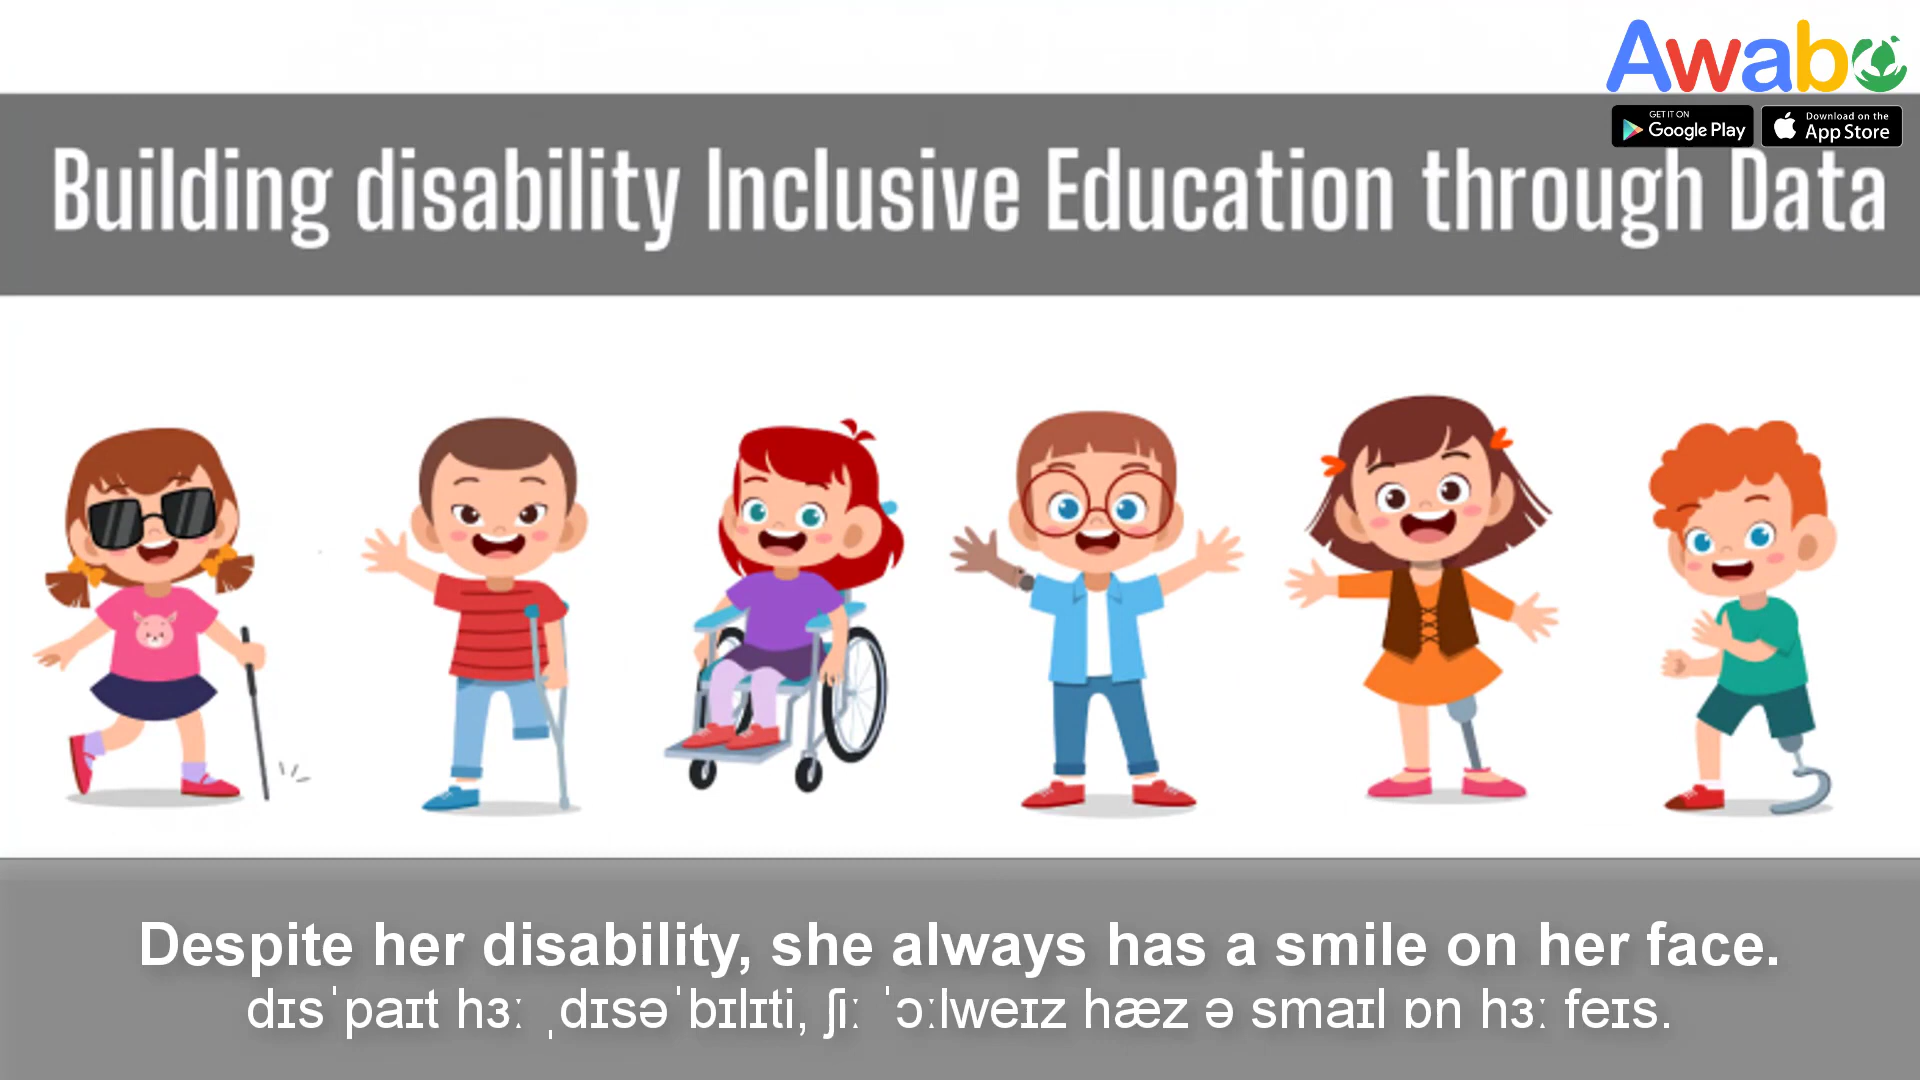 Awabe
GET IT ON
Google Play
Download on the
App Store
Building disability Inclusive Education through Data
Despite her disability, she always has a smile on her face.
dɪsˈpaɪt hɜː ˌdɪsəˈbɪlɪti, ʃiː ˈɔːlweɪz hæz ə smaɪl ɒn hɜː feɪs.